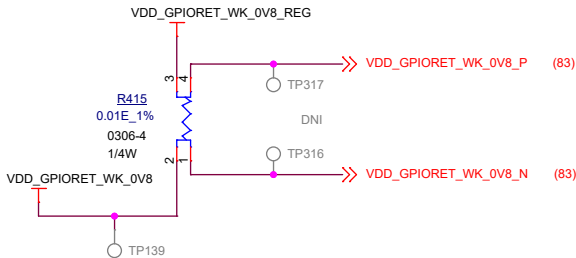 VDD_GPIORET_WK_0V8_REG
VDD_GPIORET_WK_0V8_P (83)
3
4
TP317
R415
0.01E_1%
DNI
0306-4
1/4W
TP316
2
1
VDD_GPIORET_WK_0V8_N (83)
VDD_GPIORET_WK_0V8
TP139